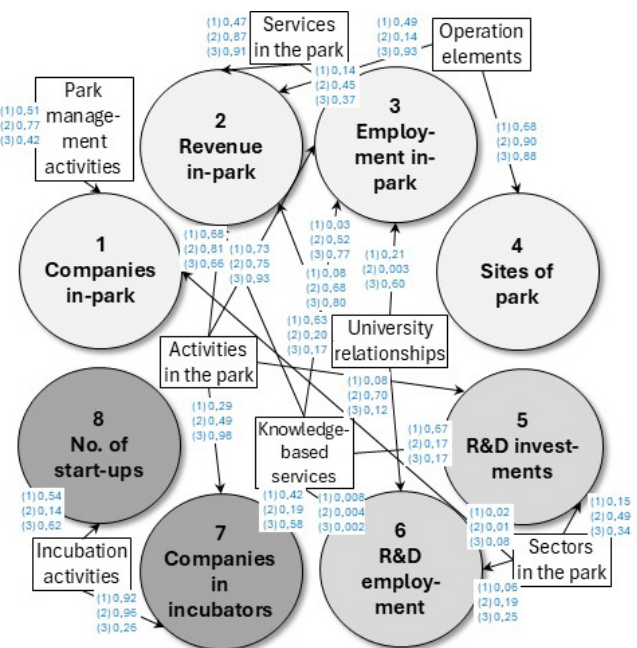 (1) 0,47
(2) 0,87
(3) 0,91
Services
in the park
(1) 0,49
(2) 0,14
(3) 0,93
Operation
elements
(1) 0,14
(2) 0,45
(3) 0,37
Park
manage-
ment
activities
(1) 0,51
(2) 0,77
(3) 0,42
2
Revenue
in-park
3
Employ-
ment in-
park
(1) 0,68
(2) 0,90
(3) 0,88
1
Companies
in-park
4
Sites of
park
(1) 0,68
(2) 0,81
(3) 0,66
(1) 0,73
(2) 0,75
(3) 0,93
(1) 0,03
(2) 0,52
(3) 0,77
(1) 0,08
(2) 0,68
(3) 0,80
(1) 0,21
(2) 0,003
(3) 0,60
(1) 0,63
(2) 0,20
(3) 0,17
University
relationships
Activities
in the park
(1) 0,08
(2) 0,70
(3) 0,12
8
No. of
start-ups
(1) 0,29
(2) 0,49
(3) 0,98
Knowledge-
based
services
(1) 0,67
(2) 0,17
(3) 0,17
5
R&D invest-
ments
(1) 0,54
(2) 0,14
(3) 0,62
(1) 0,42
(2) 0,19
(3) 0,58
(1) 0,008
(2) 0,004
(3) 0,002
(1) 0,02
(2) 0,01
(3) 0,08
(1) 0,15
(2) 0,49
(3) 0,34
Incubation
activities
7
Companies
in
incubators
6
R&D
employ-
ment
Sectors
in the park
(1) 0,92
(2) 0,96
(3) 0,26
(1) 0,06
(2) 0,19
(3) 0,25